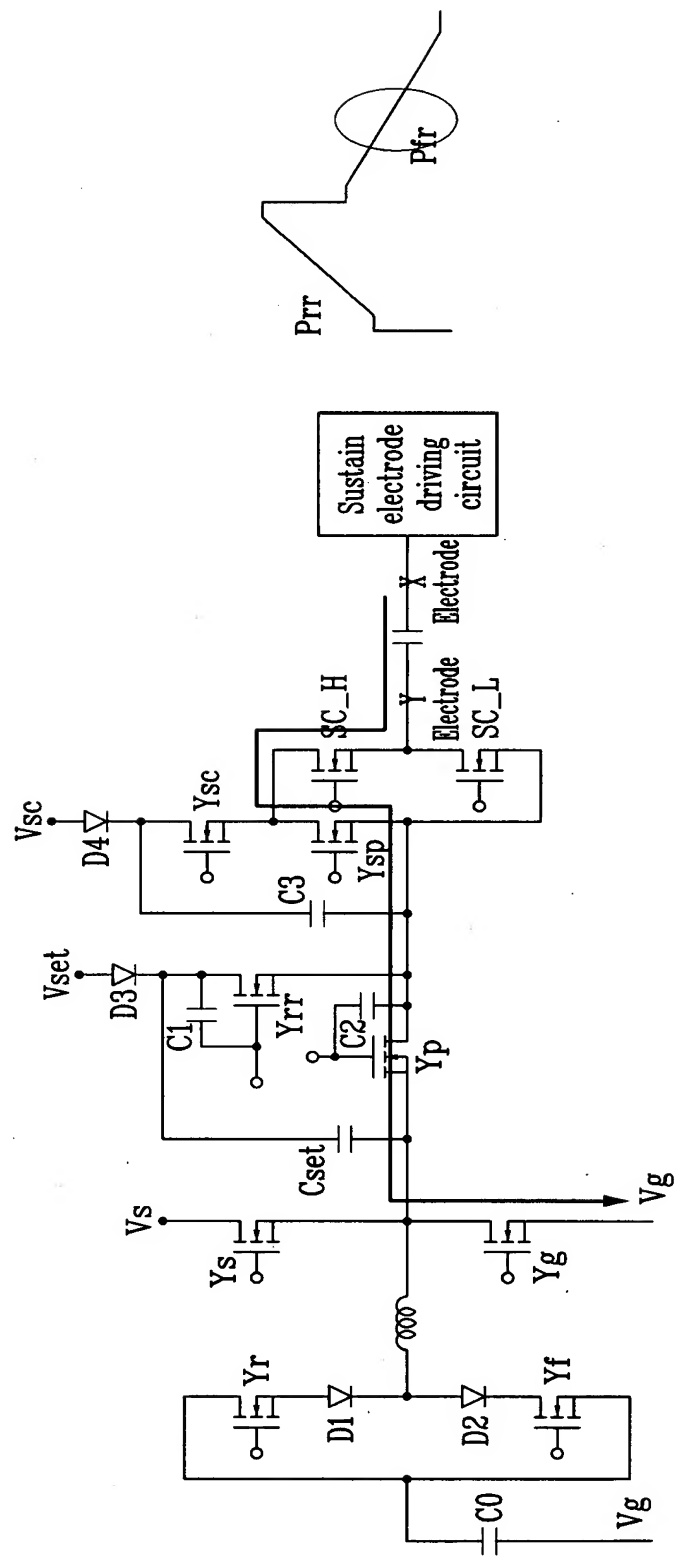 Prr
Pfr
Sustain
electrode
driving
circuit
X
Electrode
Y
Electrode
SC_H
SC_L
Vsc
D4
Ysc
C3
Ysp
Vset
D3
C1
Yrr
C2
Yp
Cset
Vs
Ys
Yg
Vg
Yr
D1
D2
Yf
C0
Vg